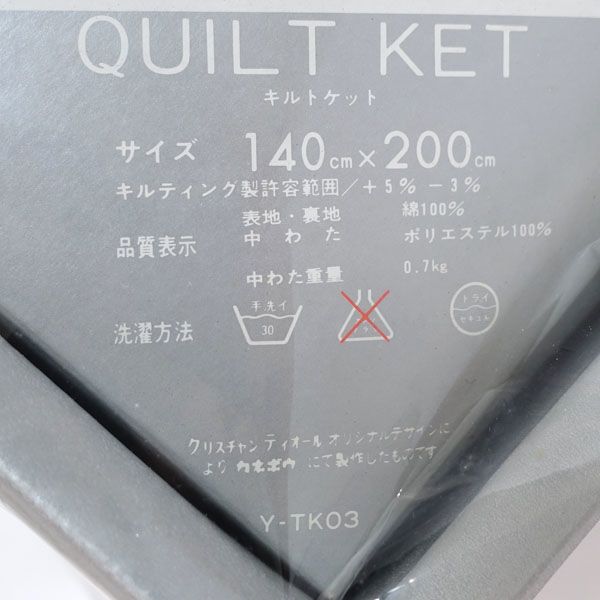 QUILT KET
キルトケット
サイズ 140cm×200cm
キルティング製許容範囲/+5% -3%
表地・裏地 綿100%
品質表示 中わた ポリエステル100%
中わた重量 0.7kg
洗濯方法 手洗イ 30 ドライ セキユ系
クリスチャンディオール オリジナルデザインに
より カネボウ にて製作したものです
Y-TK03